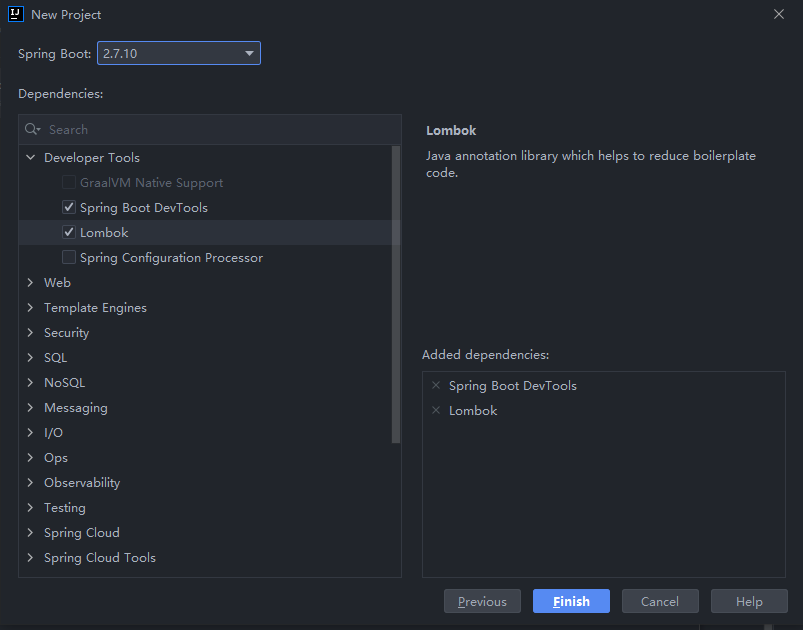 IJ New Project
Spring Boot: 2.7.10
Dependencies:
Search
Developer Tools
GraalVM Native Support
Spring Boot DevTools
Lombok
Spring Configuration Processor
Web
Template Engines
Security
SQL
NoSQL
Messaging
I/O
Ops
Observability
Testing
Spring Cloud
Spring Cloud Tools
Lombok
Java annotation library which helps to reduce boilerplate
code.
Added dependencies:
Spring Boot DevTools
Lombok
Previous Finish Cancel Help